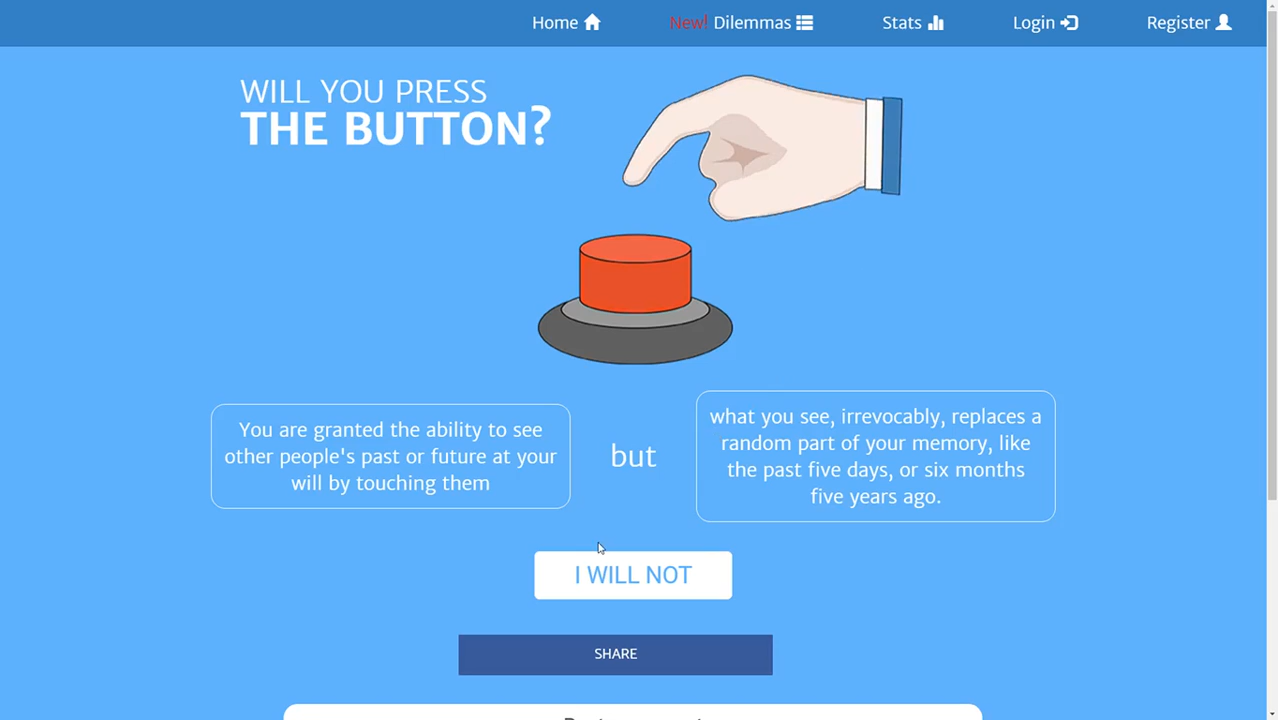 Home
New! Dilemmas
Stats
Login
Register
WILL YOU PRESS
THE BUTTON?
You are granted the ability to see
other people's past or future at your
will by touching them
but
what you see, irrevocably, replaces a
random part of your memory, like
the past five days, or six months
five years ago.
I WILL NOT
SHARE